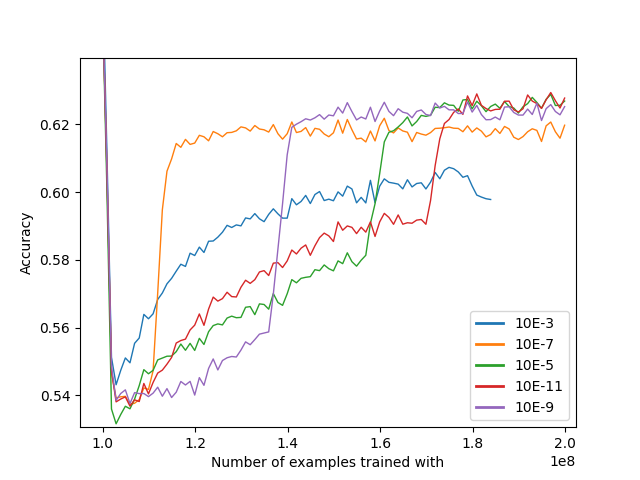 0.62
0.60
0.58
0.56
0.54
Accuracy
1.0
1.2
1.4
1.6
1.8
2.0
1e8
Number of examples trained with
10E-3
10E-7
10E-5
10E-11
10E-9